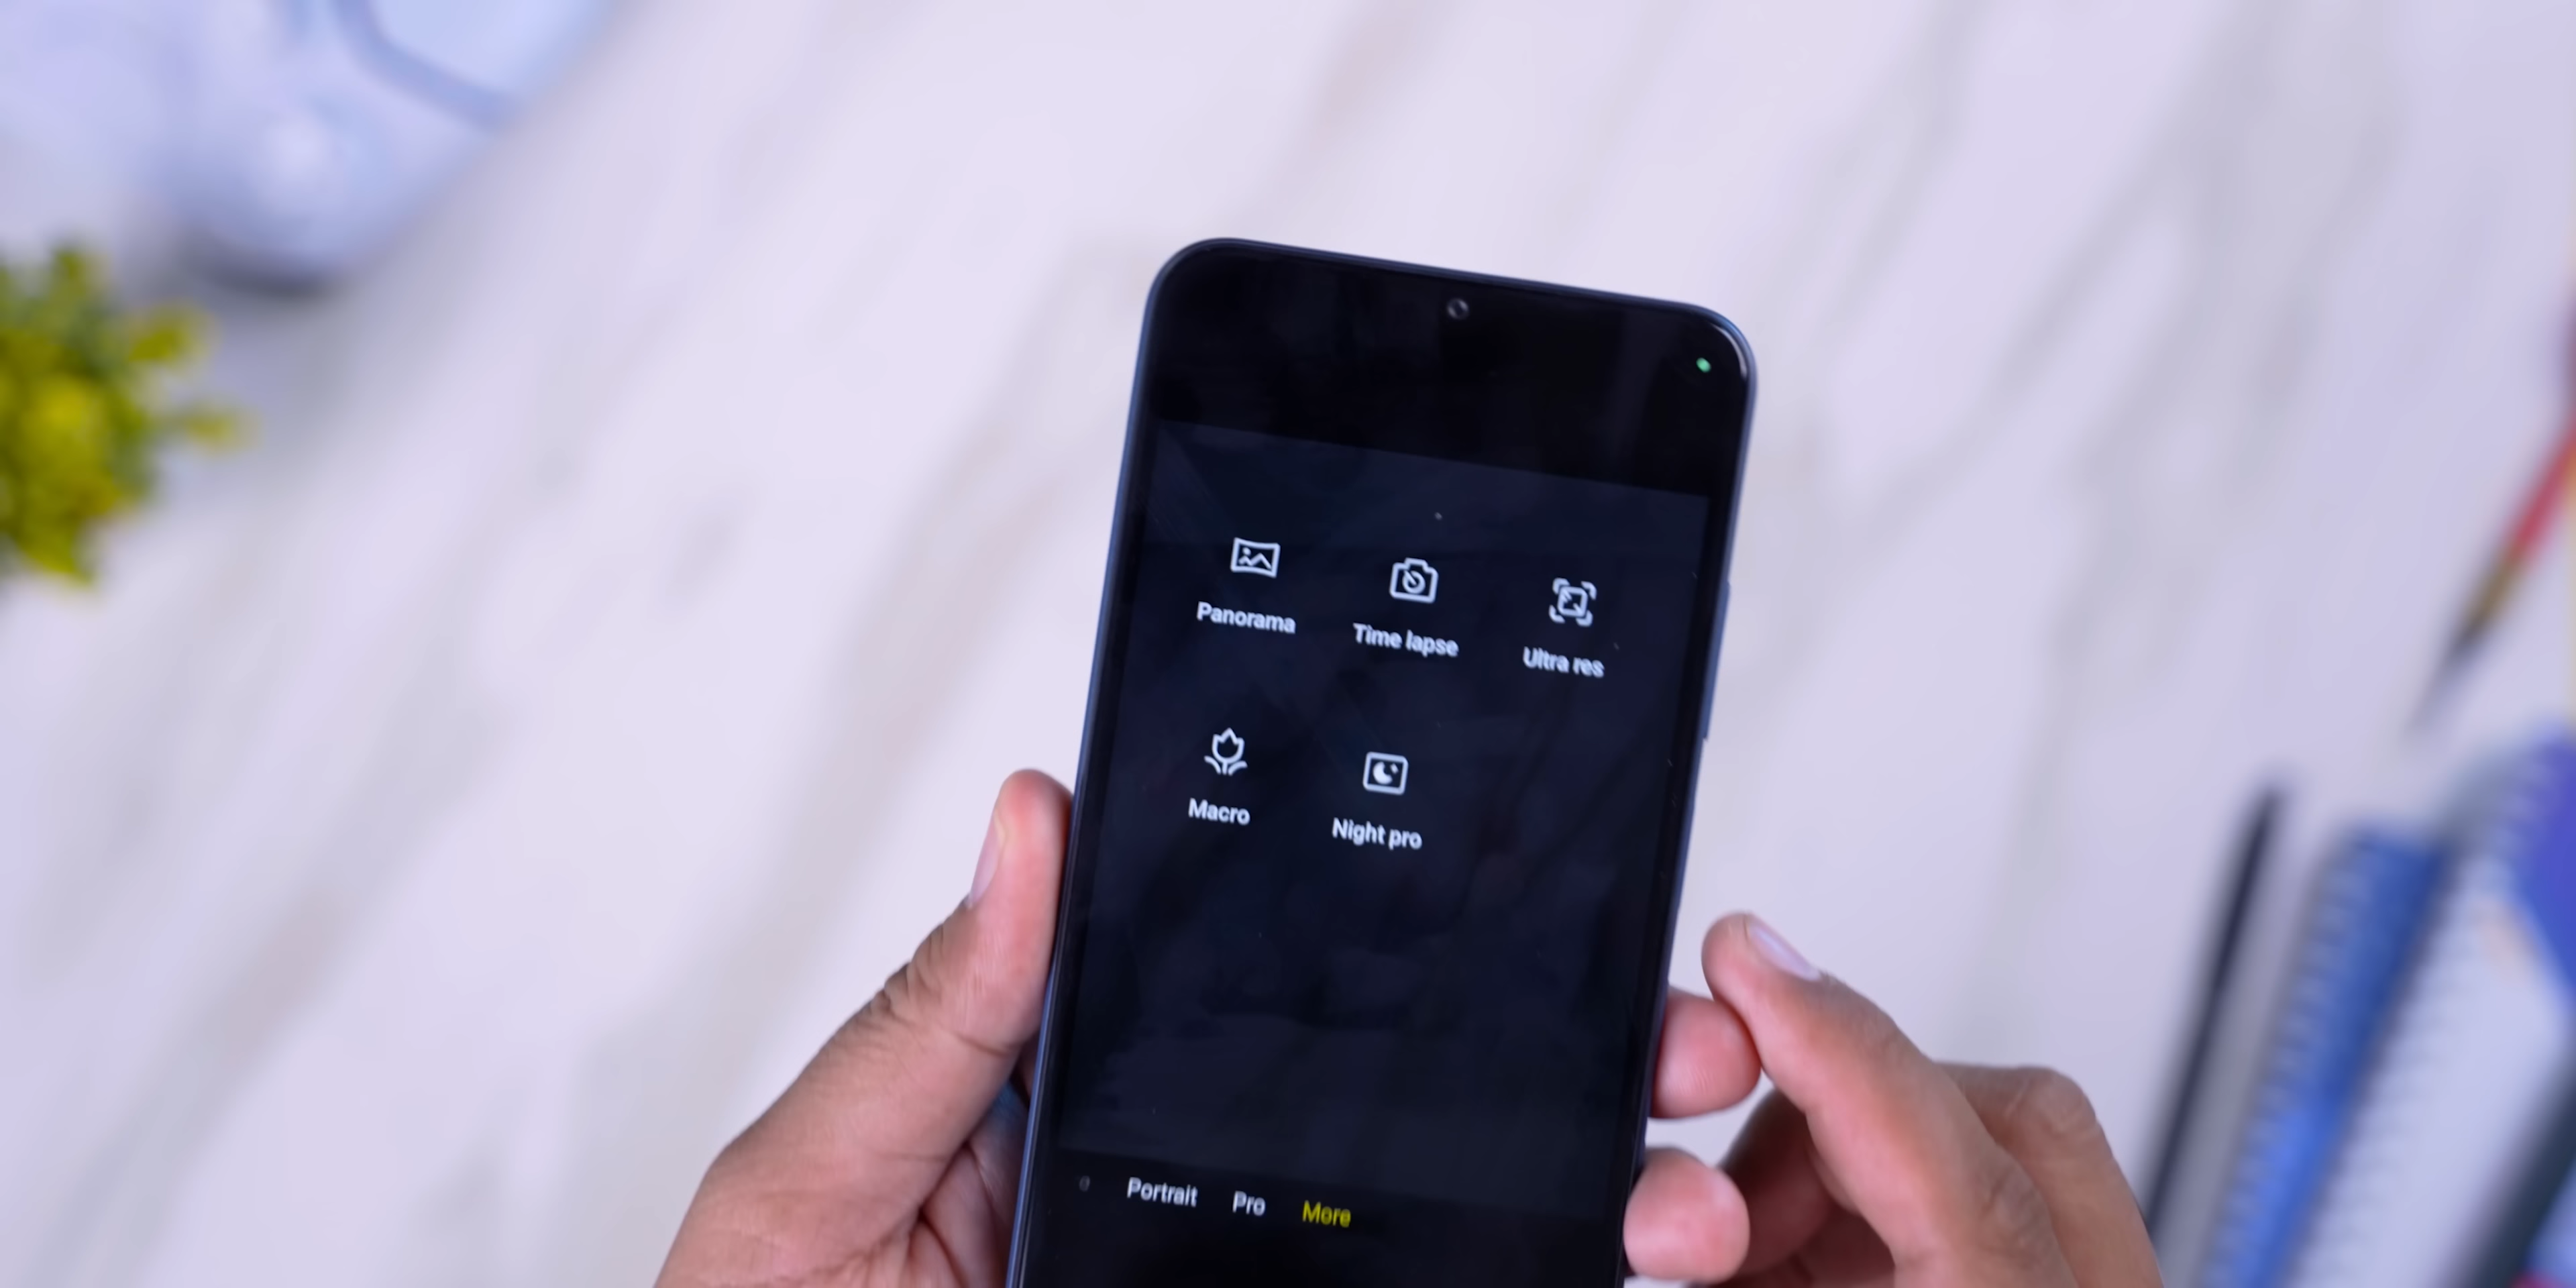 Panorama
Time lapse
Ultra res
Macro
Night pro
Portrait Pro More